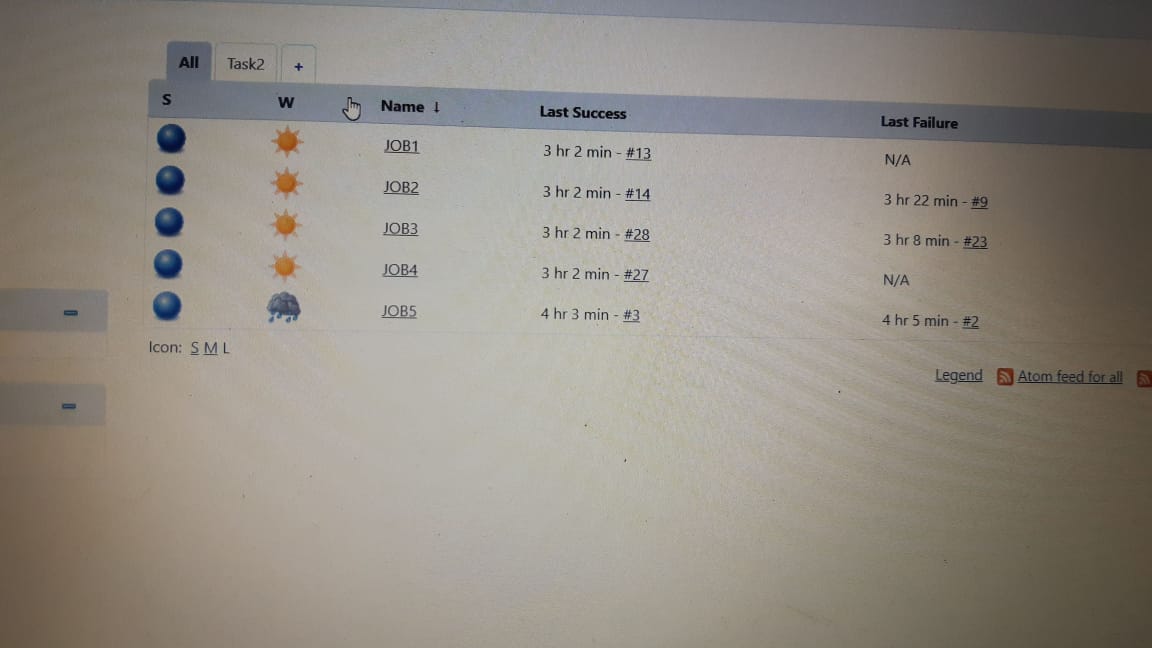 All Task2 +
S W Name ↓ Last Success Last Failure
JOB1 3 hr 2 min - #13 N/A
JOB2 3 hr 2 min - #14 3 hr 22 min - #9
JOB3 3 hr 2 min - #28 3 hr 8 min - #23
JOB4 3 hr 2 min - #27 N/A
JOB5 4 hr 3 min - #3 4 hr 5 min - #2
Icon: S M L
Legend Atom feed for all